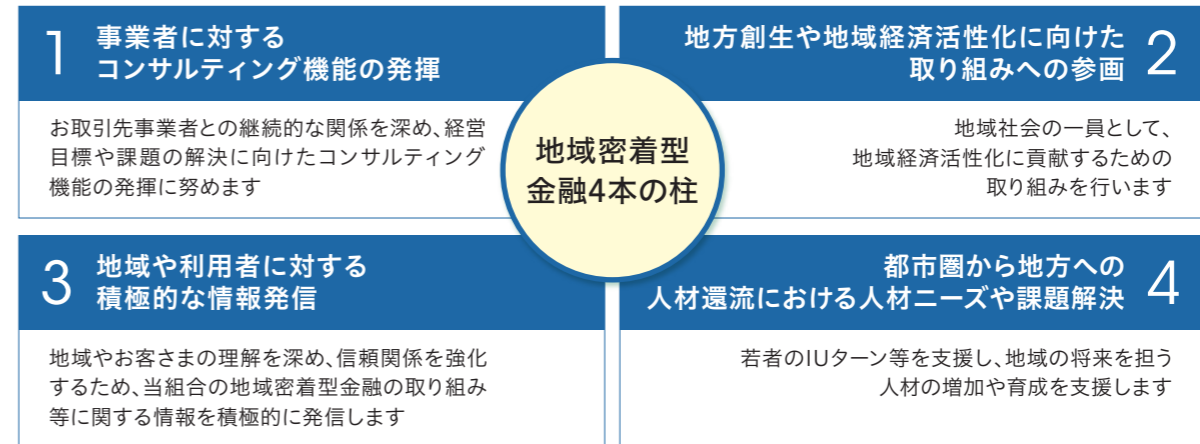 1
事業者に対する
コンサルティング機能の発揮
お取引先事業者との継続的な関係を深め、経営
目標や課題の解決に向けたコンサルティング
機能の発揮に努めます
地方創生や地域経済活性化に向けた
取り組みへの参画
2
地域社会の一員として、
地域経済活性化に貢献するための
取り組みを行います
地域密着型
金融4本の柱
3
地域や利用者に対する
積極的な情報発信
地域やお客さまの理解を深め、信頼関係を強化
するため、当組合の地域密着型金融の取り組み
等に関する情報を積極的に発信します
都市圏から地方への
人材還流における人材ニーズや課題解決
4
若者のIUターン等を支援し、地域の将来を担う
人材の増加や育成を支援します